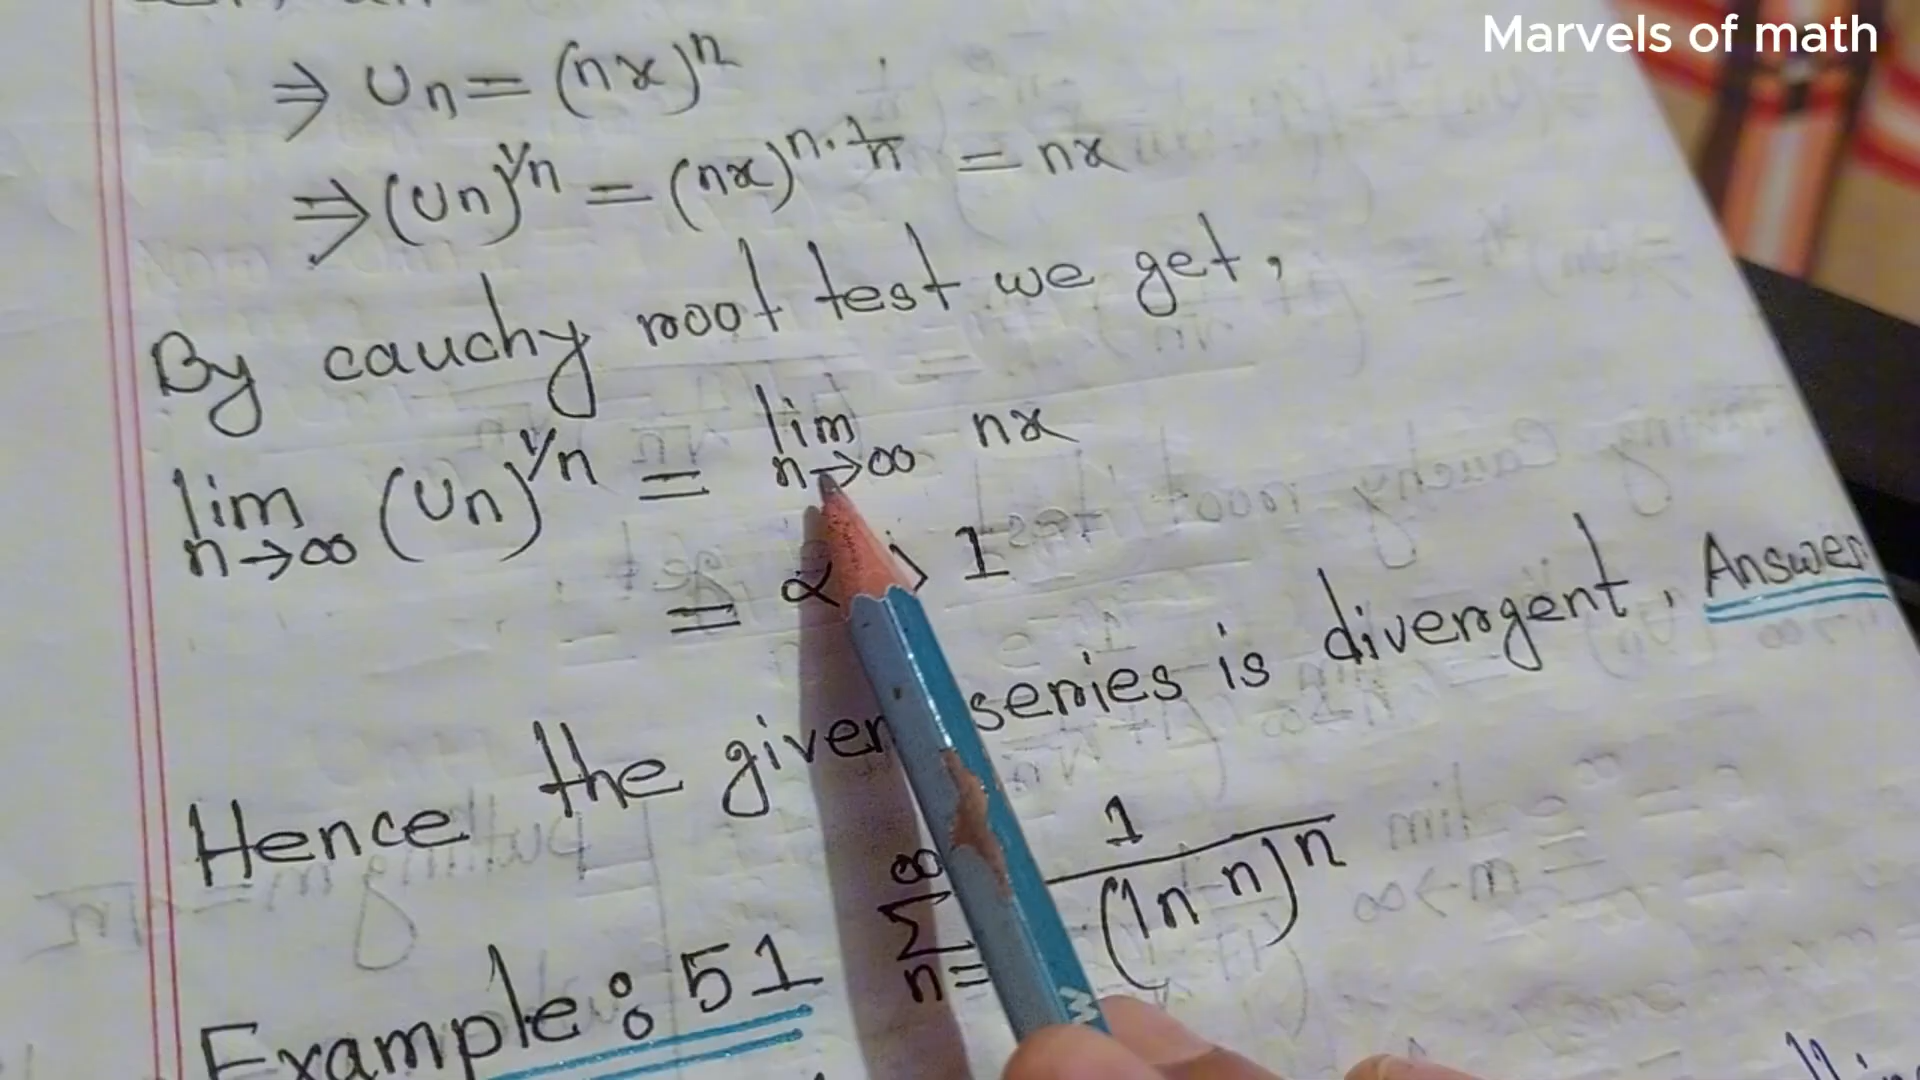 Marvels of math
⇒ Un = (nx)^n
⇒ (Un)^1/n = (nx)^n·1/n = nx
By cauchy root test we get,
lim n→∞ (Un)^1/n = lim n→∞ nx
= ∝ > 1
Hence the given series is divergent. Answer
Example: 51 ∞ Σ n= 1/(ln n)^n